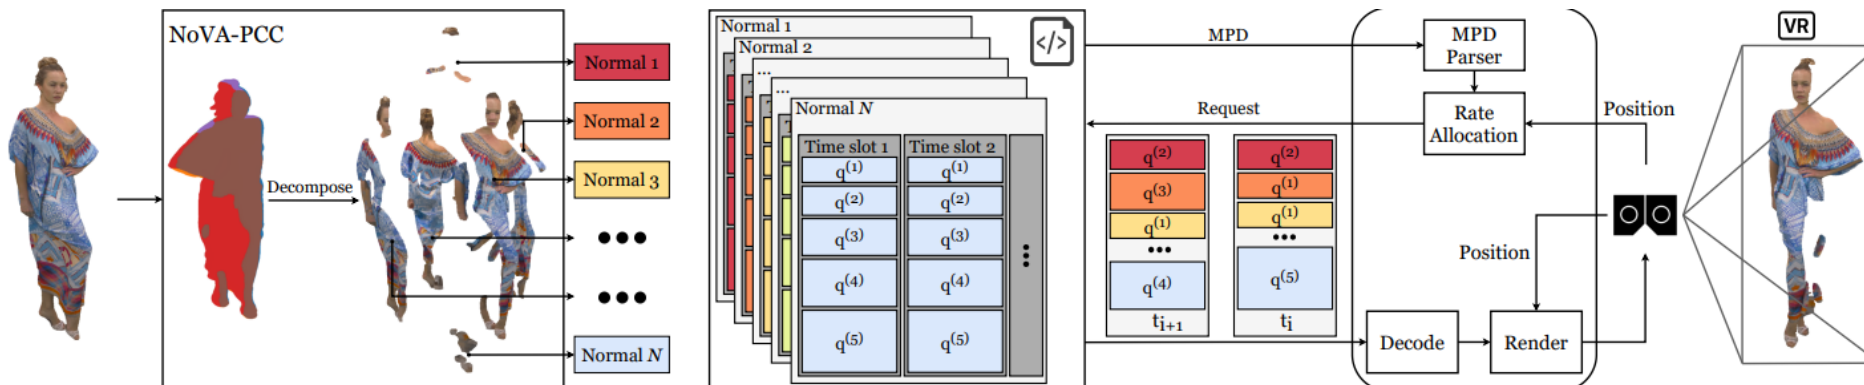 NoVA-PCC
Decompose
Normal 1
Normal 2
Normal 3
Normal N
Normal 1
Normal 2
...
...
Normal N
</>
Time slot 1
q(1)
q(2)
q(3)
q(4)
q(5)
Time slot 2
q(1)
q(2)
q(3)
q(4)
q(5)
MPD
Request
q(2)
q(3)
q(1)
q(4)
ti+1
q(2)
q(1)
q(1)
q(5)
ti
MPD
Parser
Rate
Allocation
Position
Position
Decode
Render
VR